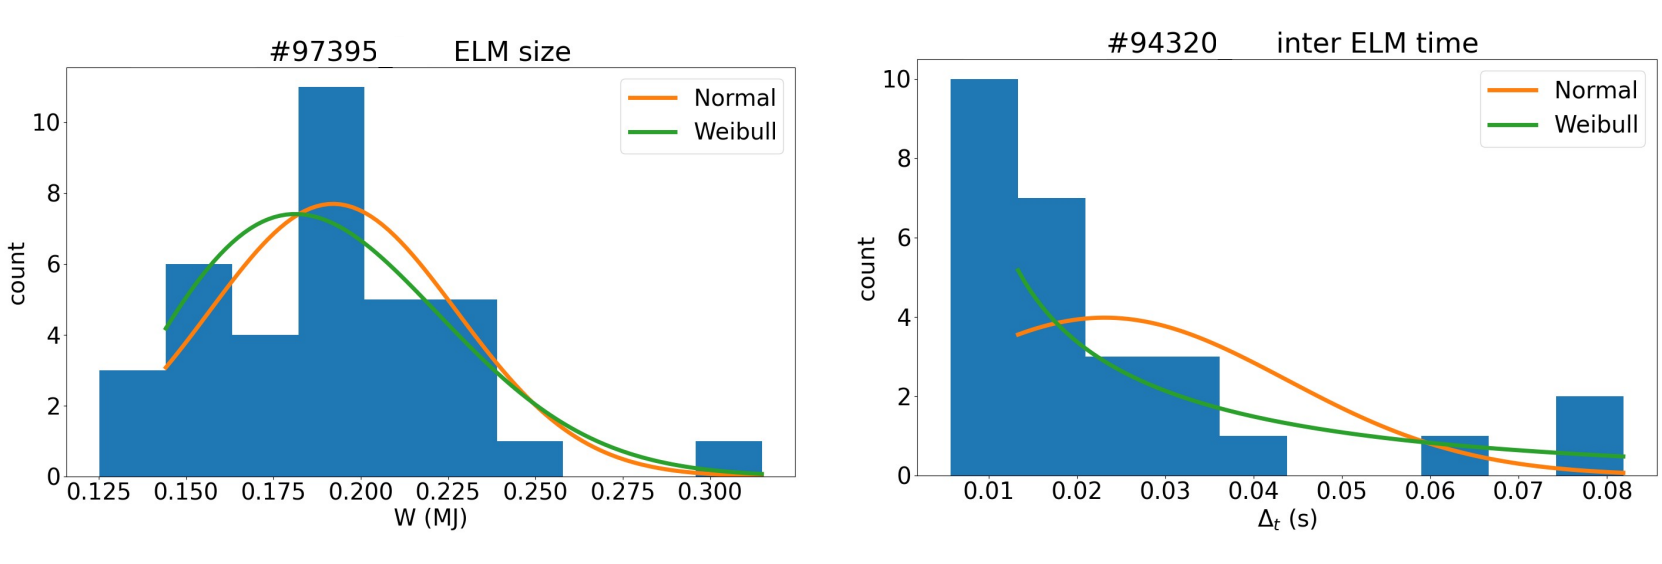 #97395_ ELM size
Normal
Weibull
count
10
8
6
4
2
0
0.125 0.150 0.175 0.200 0.225 0.250 0.275 0.300
W (MJ)
#94320_ inter ELM time
Normal
Weibull
count
10
8
6
4
2
0
0.01 0.02 0.03 0.04 0.05 0.06 0.07 0.08
Δt (s)